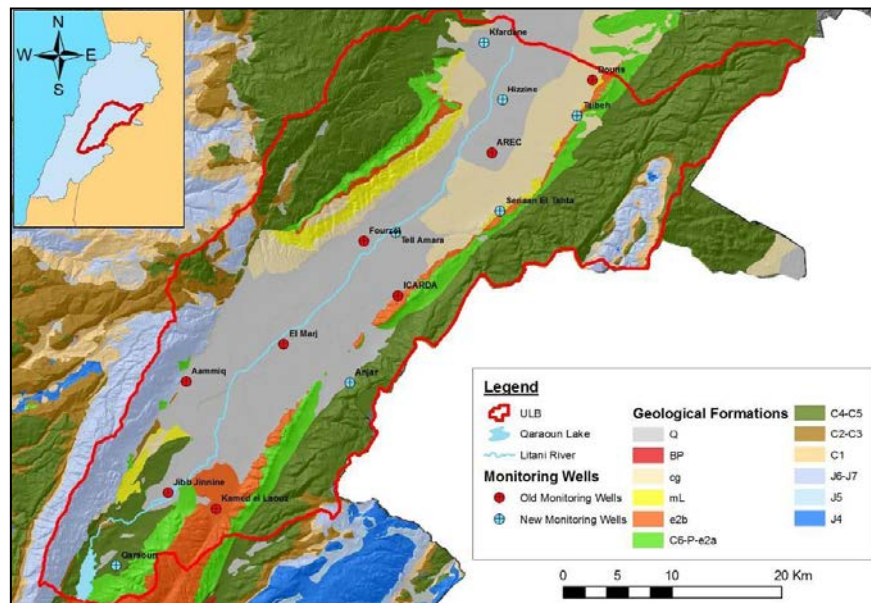 N
W E
S
Kfardane
Douris
Hizzine
Taibeh
AREC
Seriaan El Tahta
Fourzol
Tell Amara
ICARDA
El Marj
Aammiq
Anjar
Jibb Jinnine
Kamed el Laouz
Qaraoun
Legend
ULB
Qaraoun Lake
Litani River
Monitoring Wells
Old Monitoring Wells
New Monitoring Wells
Geological Formations
Q
BP
cg
mL
e2b
C6-P-e2a
C4-C5
C2-C3
C1
J6-J7
J5
J4
0 5 10 20 Km